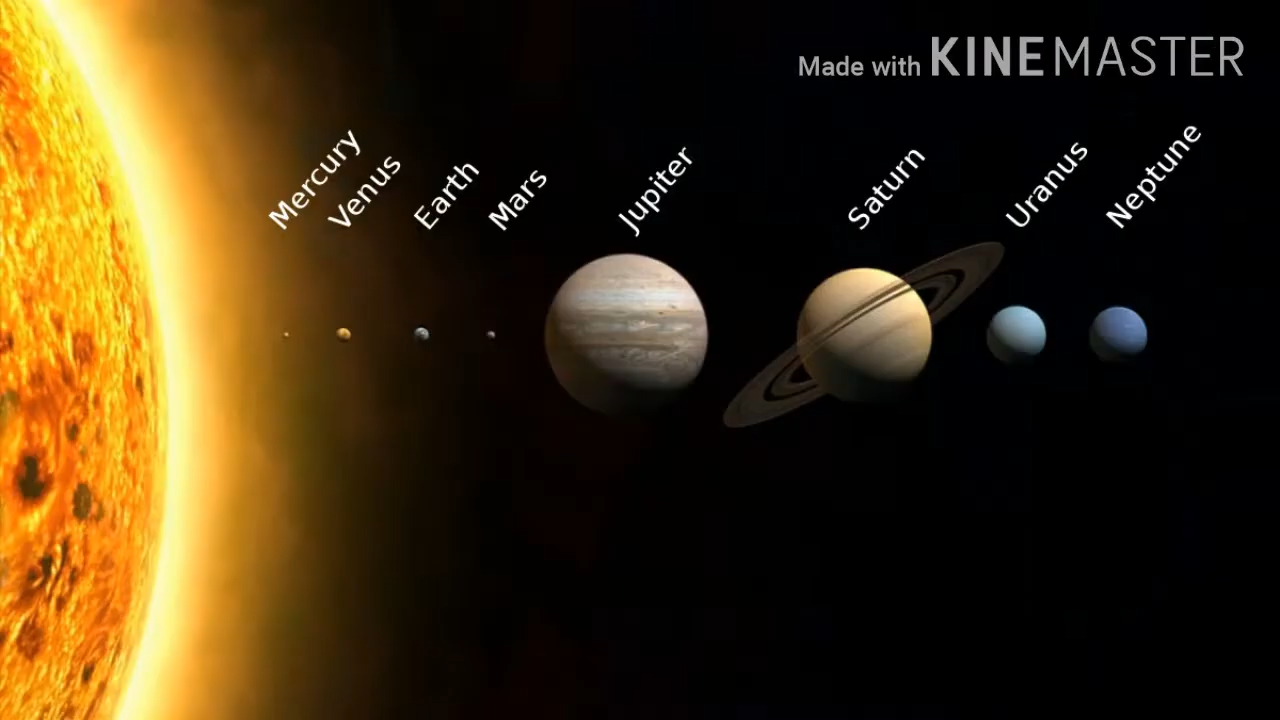 Made with KINEMASTER
Mercury
Venus
Earth
Mars
Jupiter
Saturn
Uranus
Neptune